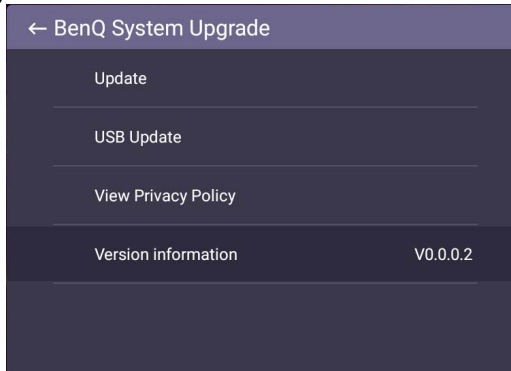 ← BenQ System Upgrade
Update
USB Update
View Privacy Policy
Version information V0.0.0.2